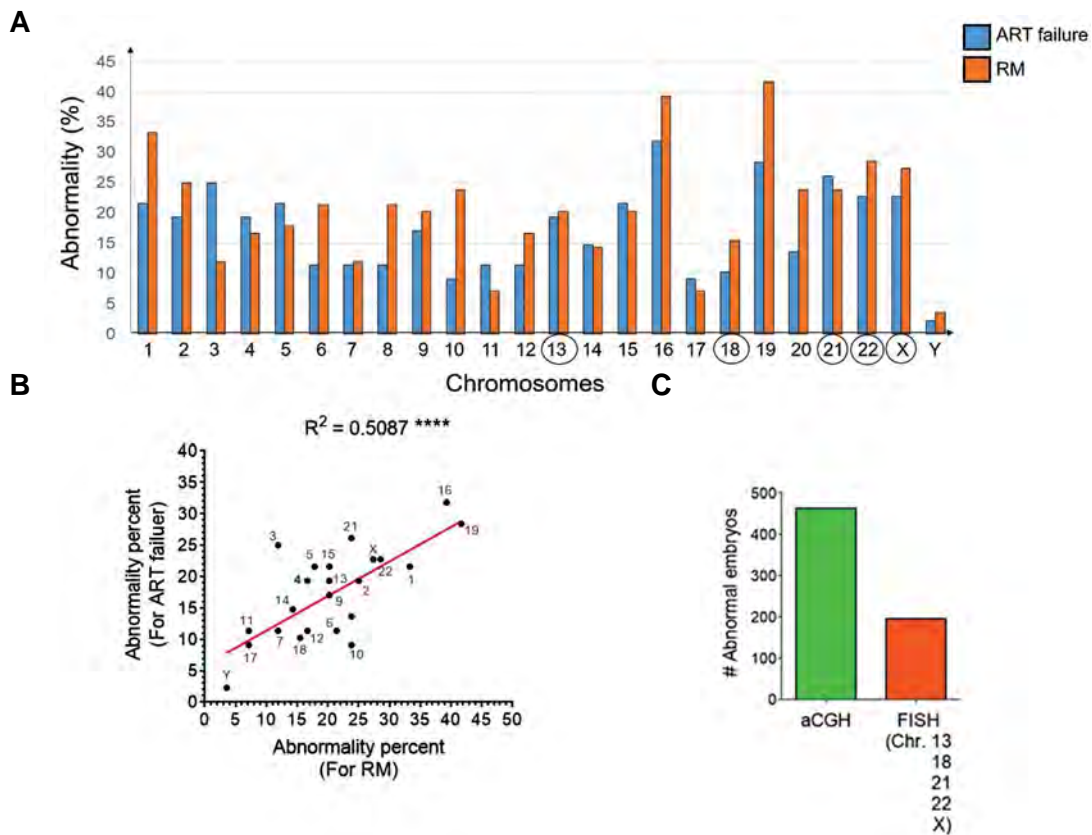 A
ART failure
RM
Abnormality (%)
45
40
35
30
25
20
15
10
5
0
1 2 3 4 5 6 7 8 9 10 11 12 13 14 15 16 17 18 19 20 21 22 X Y
Chromosomes
B
R² = 0.5087 ****
Abnormality percent
(For ART failuer)
40
35
30
25
20
15
10
5
0
16
19
21
3
X
5 15
22
1
4 13
2
9
14
11
7 12 6
18
17
10
Y
0 5 10 15 20 25 30 35 40 45 50
Abnormality percent
(For RM)
C
# Abnormal embryos
500
400
300
200
100
0
aCGH FISH
(Chr. 13
18
21
22
X)